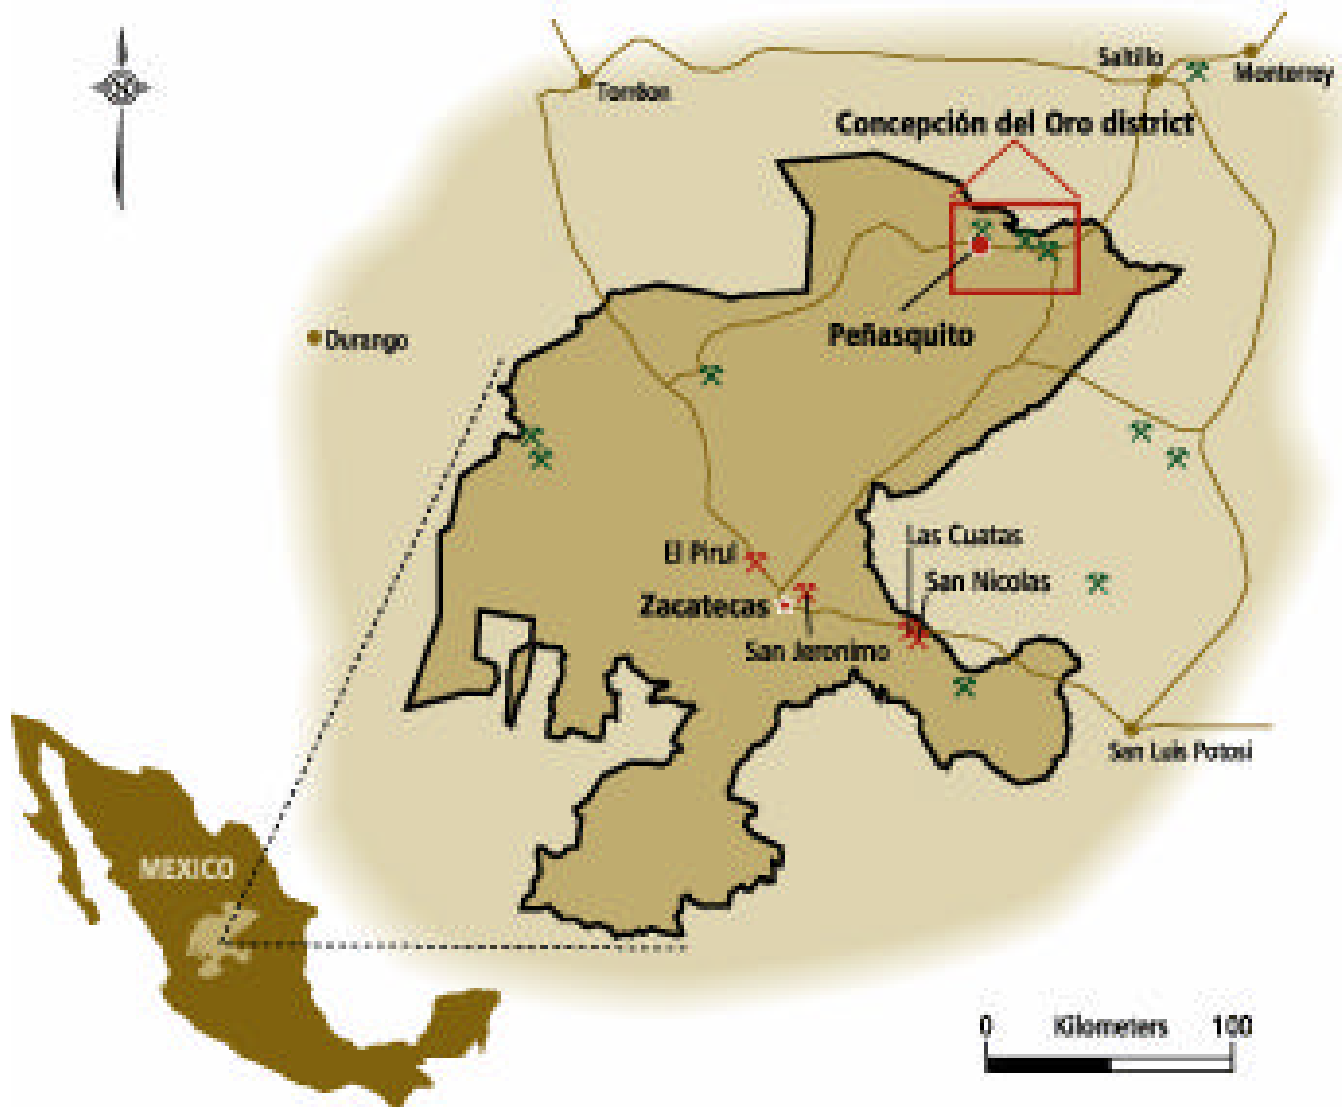 N
Saltillo
Monterrey
Torréon
Concepción del Oro district
Durango
Peñasquito
Las Cuatas
El Pirul
San Nicolas
Zacatecas
San Jeronimo
San Luis Potosi
MEXICO
0 Kilometers 100